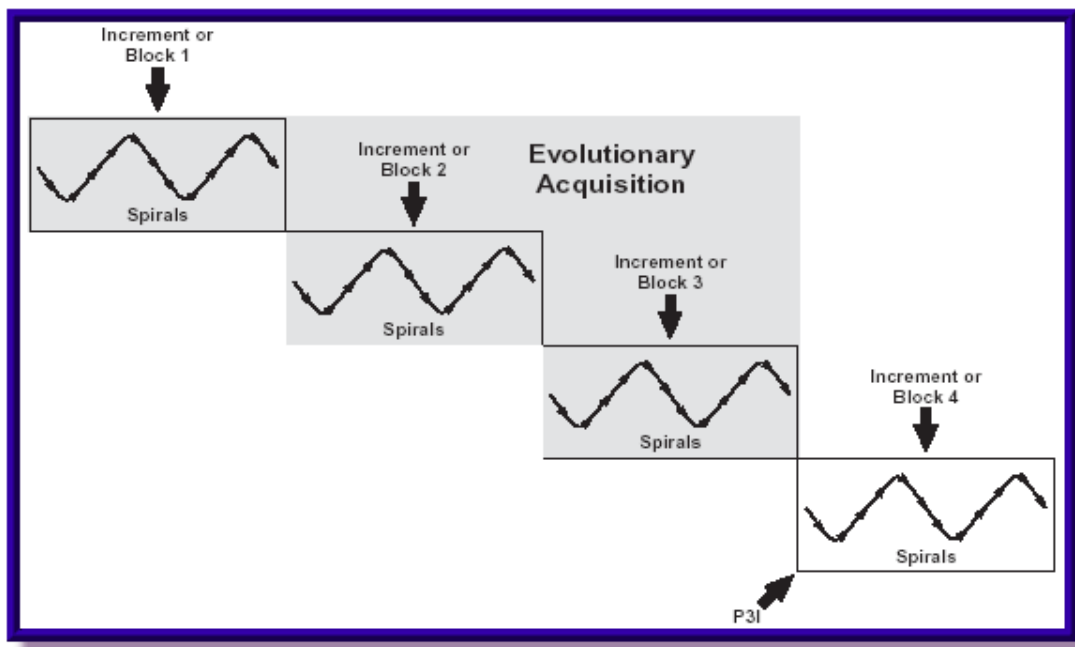 Increment or
Block 1
Spirals
Increment or
Block 2
Evolutionary
Acquisition
Spirals
Increment or
Block 3
Spirals
Increment or
Block 4
Spirals
P3I